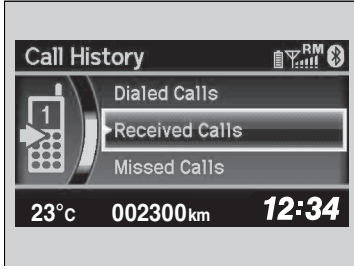 Call History
RM
Dialed Calls
1
Received Calls
Missed Calls
23°C 002300km 12:34